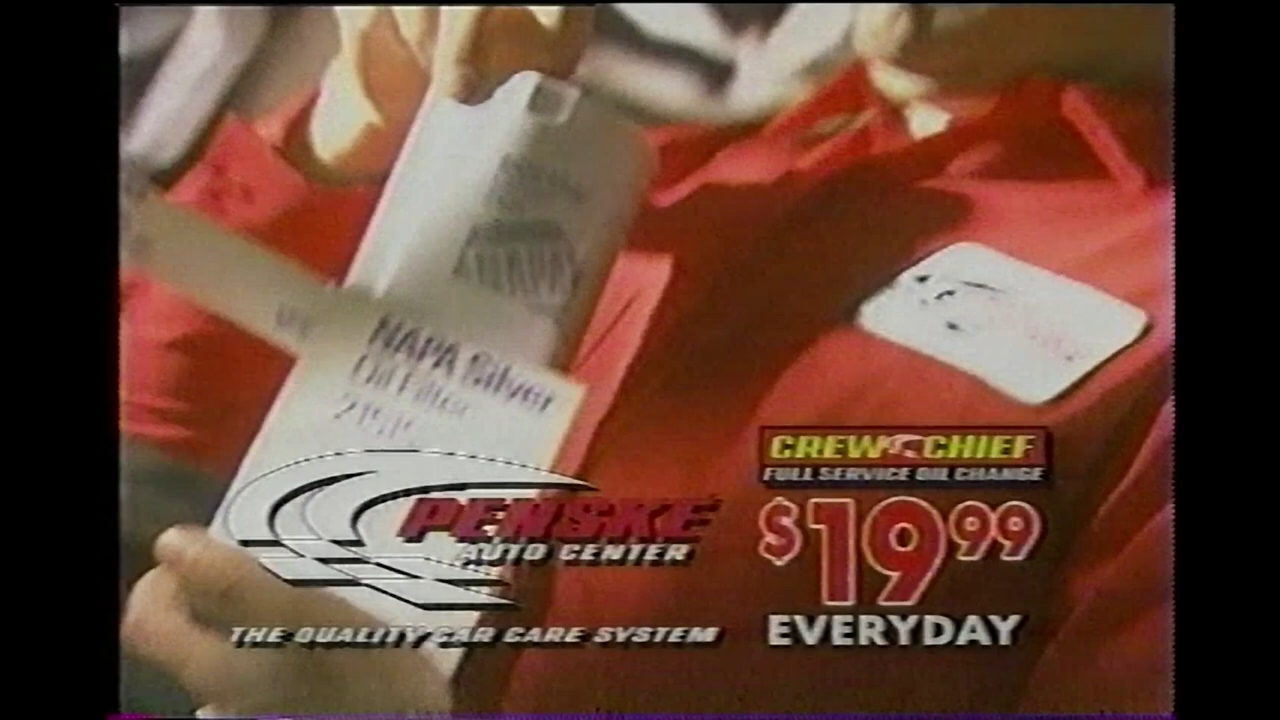 NAPA Silver
Oil Filter
PENSKE
AUTO CENTER
THE QUALITY CAR CARE SYSTEM
CREW CHIEF
FULL SERVICE OIL CHANGE
$19.99
EVERYDAY